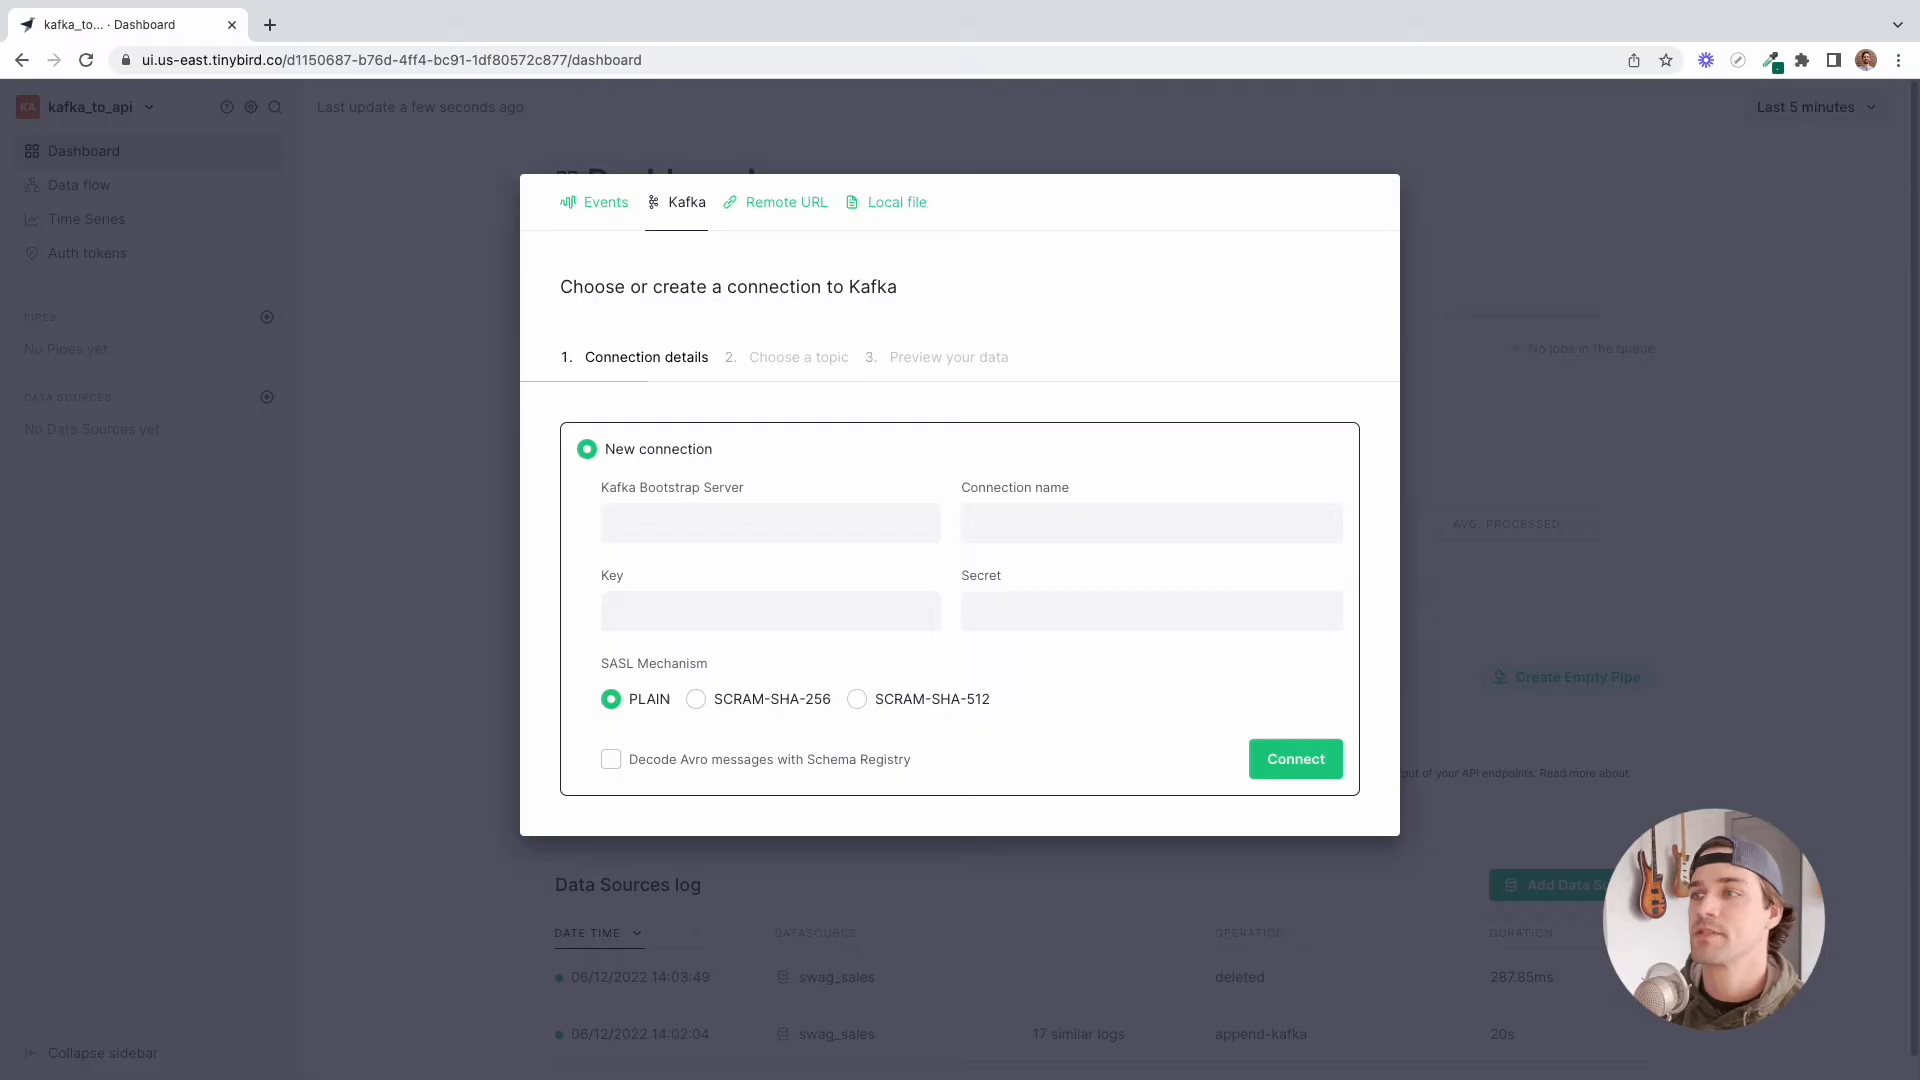 kafka_to... · Dashboard
ui.us-east.tinybird.co/d1150687-b76d-4ff4-bc91-1df80572c877/dashboard
KA kafka_to_api
Last update a few seconds ago
Last 5 minutes
Dashboard
Data flow
Time Series
Auth tokens
PIPES
No Pipes yet
DATA SOURCES
No Data Sources yet
Events Kafka Remote URL Local file
Choose or create a connection to Kafka
1. Connection details 2. Choose a topic 3. Preview your data
No jobs in the queue
New connection
Kafka Bootstrap Server Connection name
AVG. PROCESSED
Key Secret
SASL Mechanism
PLAIN SCRAM-SHA-256 SCRAM-SHA-512
Create Empty Pipe
Decode Avro messages with Schema Registry
Connect
of your API endpoints. Read more about
Data Sources log
Add Data
DATE TIME DATASOURCE OPERATION DURATION
06/12/2022 14:03:49 swag_sales deleted 287.85ms
06/12/2022 14:02:04 swag_sales 17 similar logs append-kafka 20s
Collapse sidebar